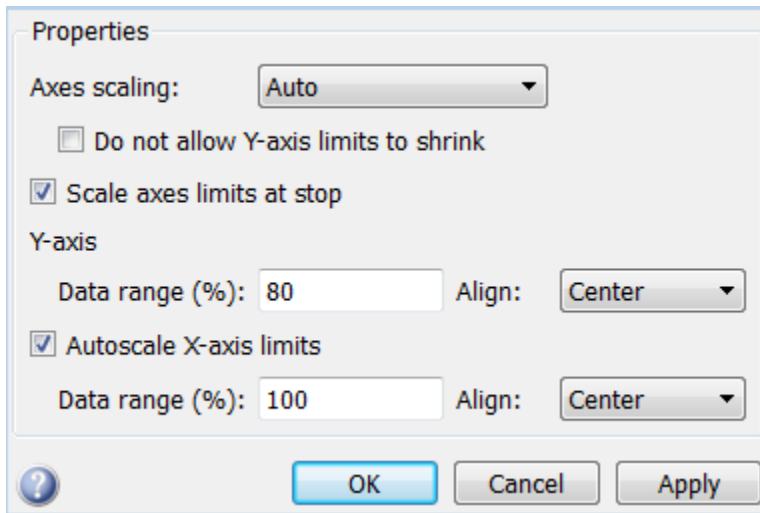 Properties
Axes scaling: Auto
Do not allow Y-axis limits to shrink
Scale axes limits at stop
Y-axis
Data range (%): 80 Align: Center
Autoscale X-axis limits
Data range (%): 100 Align: Center
? OK Cancel Apply